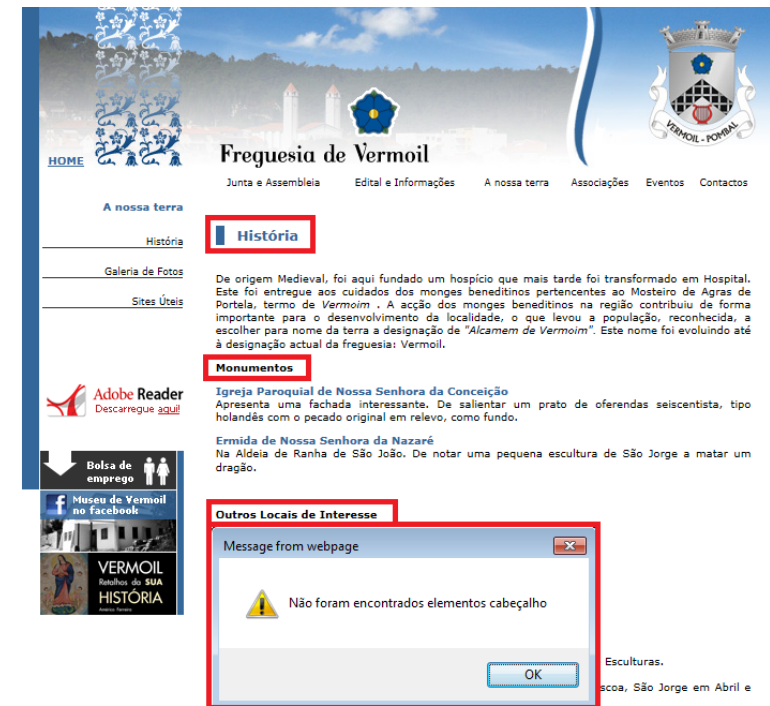 HOME
Freguesia de Vermoil
VERMOIL - POMBAL
Junta e Assembleia Edital e Informações A nossa terra Associações Eventos Contactos
A nossa terra
História
Galeria de Fotos
Sites Úteis
Adobe Reader
Descarregue aqui!
Bolsa de
emprego
Museu de Vermoil
no facebook
VERMOIL
Retalhos da SUA
HISTÓRIA
Américo Ferreira
História
De origem Medieval, foi aqui fundado um hospício que mais tarde foi transformado em Hospital.
Este foi entregue aos cuidados dos monges beneditinos pertencentes ao Mosteiro de Agras de
Portela, termo de Vermoim . A acção dos monges beneditinos na região contribuiu de forma
importante para o desenvolvimento da localidade, o que levou a população, reconhecida, a
escolher para nome da terra a designação de "Alcamem de Vermoim". Este nome foi evoluindo até
à designação actual da freguesia: Vermoil.
Monumentos
Igreja Paroquial de Nossa Senhora da Conceição
Apresenta uma fachada interessante. De salientar um prato de oferendas seiscentista, tipo
holandês com o pecado original em relevo, como fundo.
Ermida de Nossa Senhora da Nazaré
Na Aldeia de Ranha de São João. De notar uma pequena escultura de São Jorge a matar um
dragão.
Outros Locais de Interesse
Message from webpage
Não foram encontrados elementos cabeçalho
OK
Esculturas.
scoa, São Jorge em Abril e